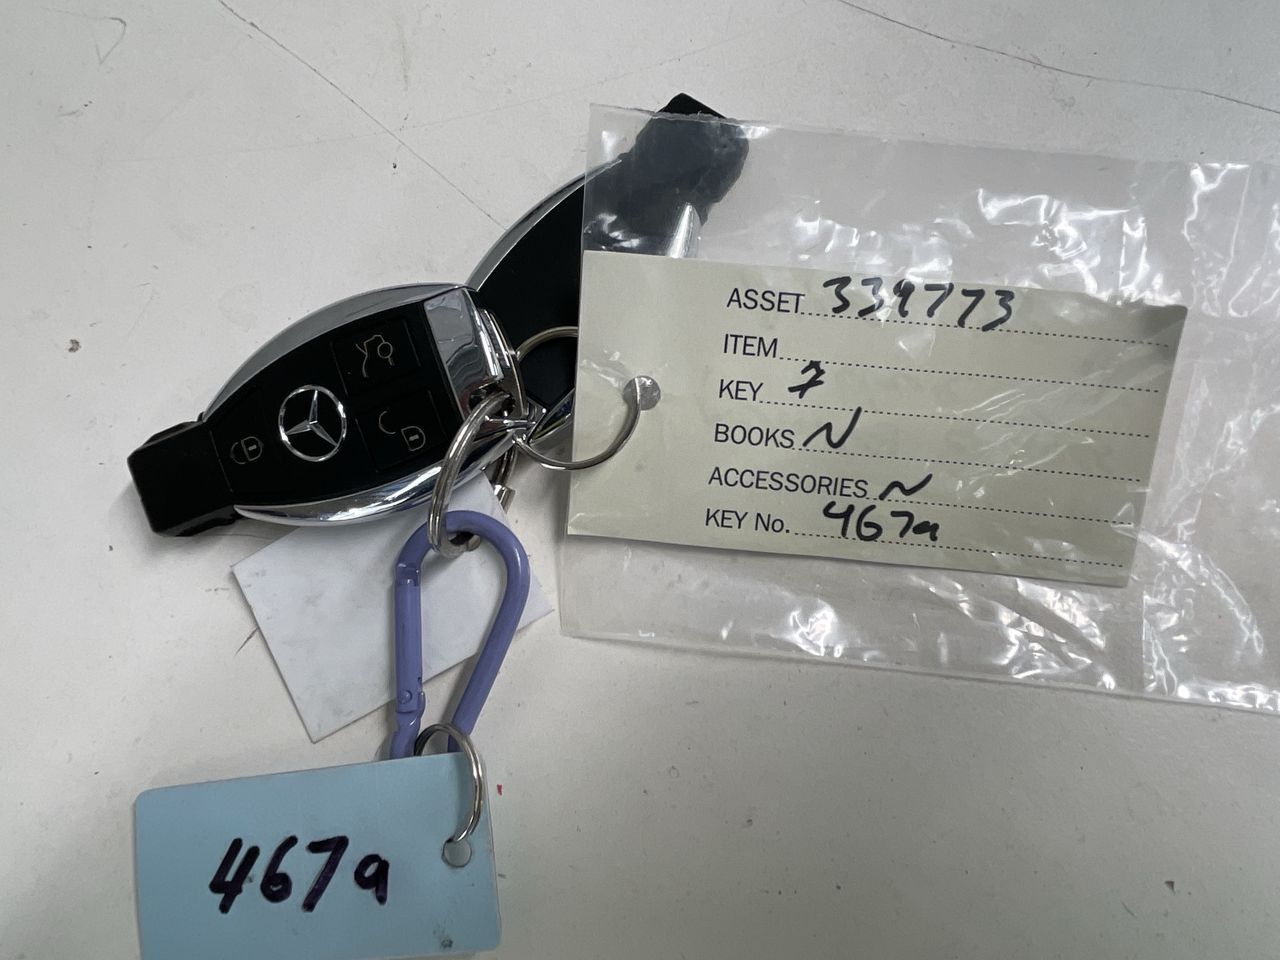 ASSET 339773
ITEM
KEY 7
BOOKS N
ACCESSORIES N
KEY No. 467a
467a